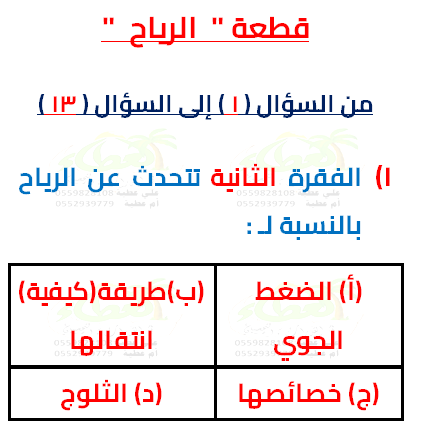 قطعة " الرياح "
من السؤال ( ١ ) إلى السؤال ( ١٣ )
١) الفقرة الثانية تتحدث عن الرياح
بالنسبة لـ :
(أ) الضغط
الجوي
(ب)طريقة(كيفية)
انتقالها
(ج) خصائصها
(د) الثلوج